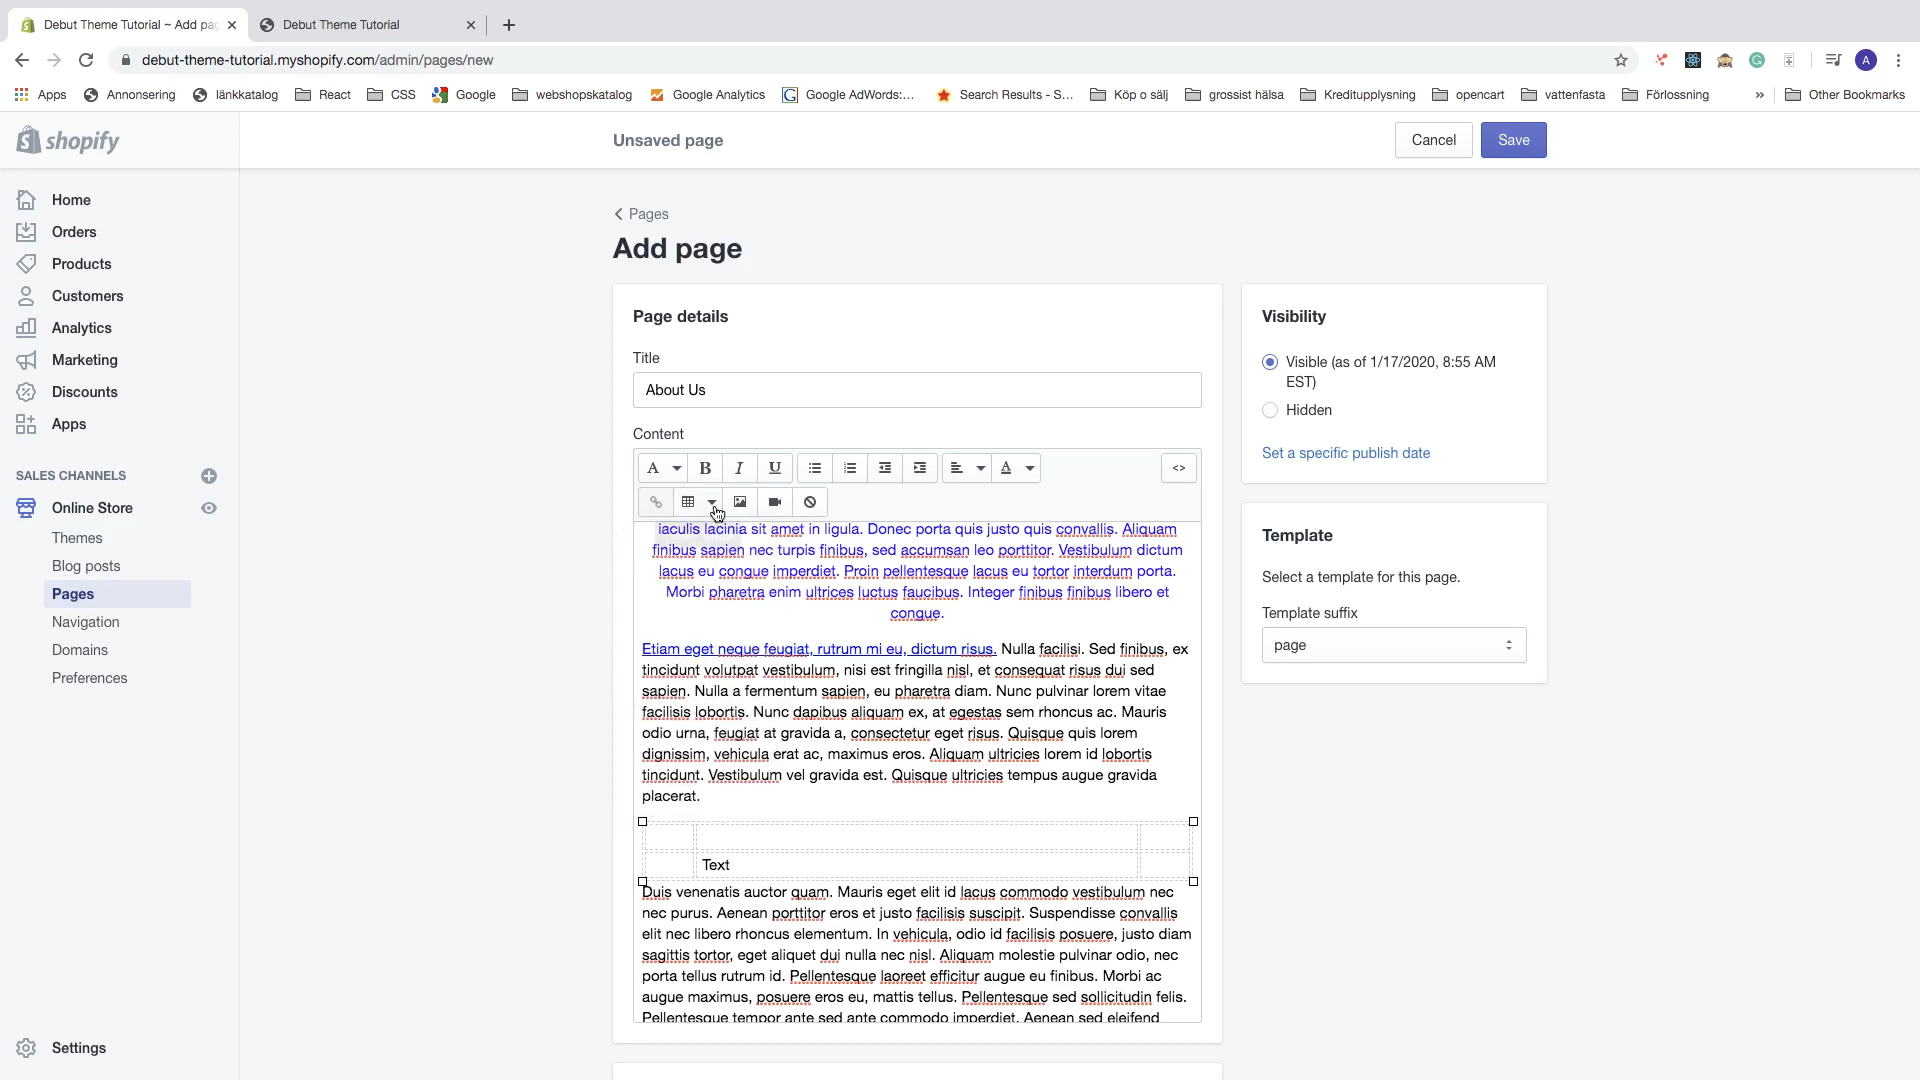 Debut Theme Tutorial ~ Add pag
Debut Theme Tutorial
debut-theme-tutorial.myshopify.com/admin/pages/new
A
Apps
Annonsering
länkkatalog
React
CSS
Google
webshopskatalog
Google Analytics
Google AdWords:...
Search Results - S...
Köp o sälj
grossist hälsa
Kreditupplysning
opencart
vattenfasta
Förlossning
»
Other Bookmarks
shopify
Unsaved page
Cancel
Save
Home
Orders
Products
Customers
Analytics
Marketing
Discounts
Apps
SALES CHANNELS
Online Store
Themes
Blog posts
Pages
Navigation
Domains
Preferences
Settings
Pages
Add page
Page details
Title
About Us
Content
A B I U A <>
iaculis lacinia sit amet in ligula. Donec porta quis justo quis convallis. Aliquam
finibus sapien nec turpis finibus, sed accumsan leo porttitor. Vestibulum dictum
lacus eu congue imperdiet. Proin pellentesque lacus eu tortor interdum porta.
Morbi pharetra enim ultrices luctus faucibus. Integer finibus finibus libero et
congue.
Etiam eget neque feugiat, rutrum mi eu, dictum risus. Nulla facilisi. Sed finibus, ex
tincidunt volutpat vestibulum, nisi est fringilla nisl, et consequat risus dui sed
sapien. Nulla a fermentum sapien, eu pharetra diam. Nunc pulvinar lorem vitae
facilisis lobortis. Nunc dapibus aliquam ex, at egestas sem rhoncus ac. Mauris
odio urna, feugiat at gravida a, consectetur eget risus. Quisque quis lorem
dignissim, vehicula erat ac, maximus eros. Aliquam ultricies lorem id lobortis
tincidunt. Vestibulum vel gravida est. Quisque ultricies tempus augue gravida
placerat.
Text
Duis venenatis auctor quam. Mauris eget elit id lacus commodo vestibulum nec
nec purus. Aenean porttitor eros et justo facilisis suscipit. Suspendisse convallis
elit nec libero rhoncus elementum. In vehicula, odio id facilisis posuere, justo diam
sagittis tortor, eget aliquet dui nulla nec nisl. Aliquam molestie pulvinar odio, nec
porta tellus rutrum id. Pellentesque laoreet efficitur augue eu finibus. Morbi ac
augue maximus, posuere eros eu, mattis tellus. Pellentesque sed sollicitudin felis.
Pellentesque tempor ante sed ante commodo imperdiet. Aenean sed eleifend
Visibility
Visible (as of 1/17/2020, 8:55 AM
EST)
Hidden
Set a specific publish date
Template
Select a template for this page.
Template suffix
page